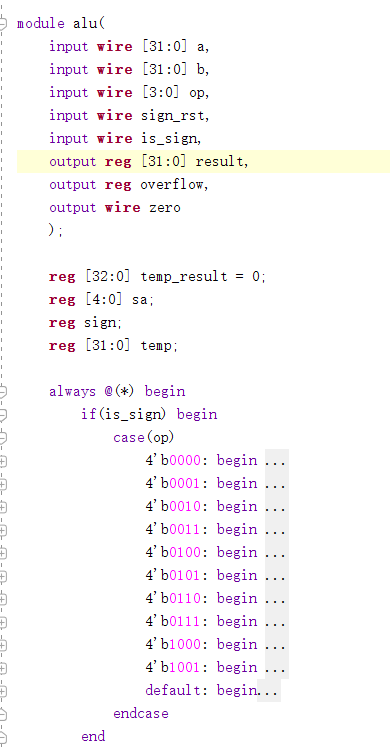 module alu(
input wire [31:0] a,
input wire [31:0] b,
input wire [3:0] op,
input wire sign_rst,
input wire is_sign,
output reg [31:0] result,
output reg overflow,
output wire zero
);
reg [32:0] temp_result = 0;
reg [4:0] sa;
reg sign;
reg [31:0] temp;
always @(*) begin
if(is_sign) begin
case(op)
4'b0000: begin ...
4'b0001: begin ...
4'b0010: begin ...
4'b0011: begin ...
4'b0100: begin ...
4'b0101: begin ...
4'b0110: begin ...
4'b0111: begin ...
4'b1000: begin ...
4'b1001: begin ...
default: begin...
endcase
end